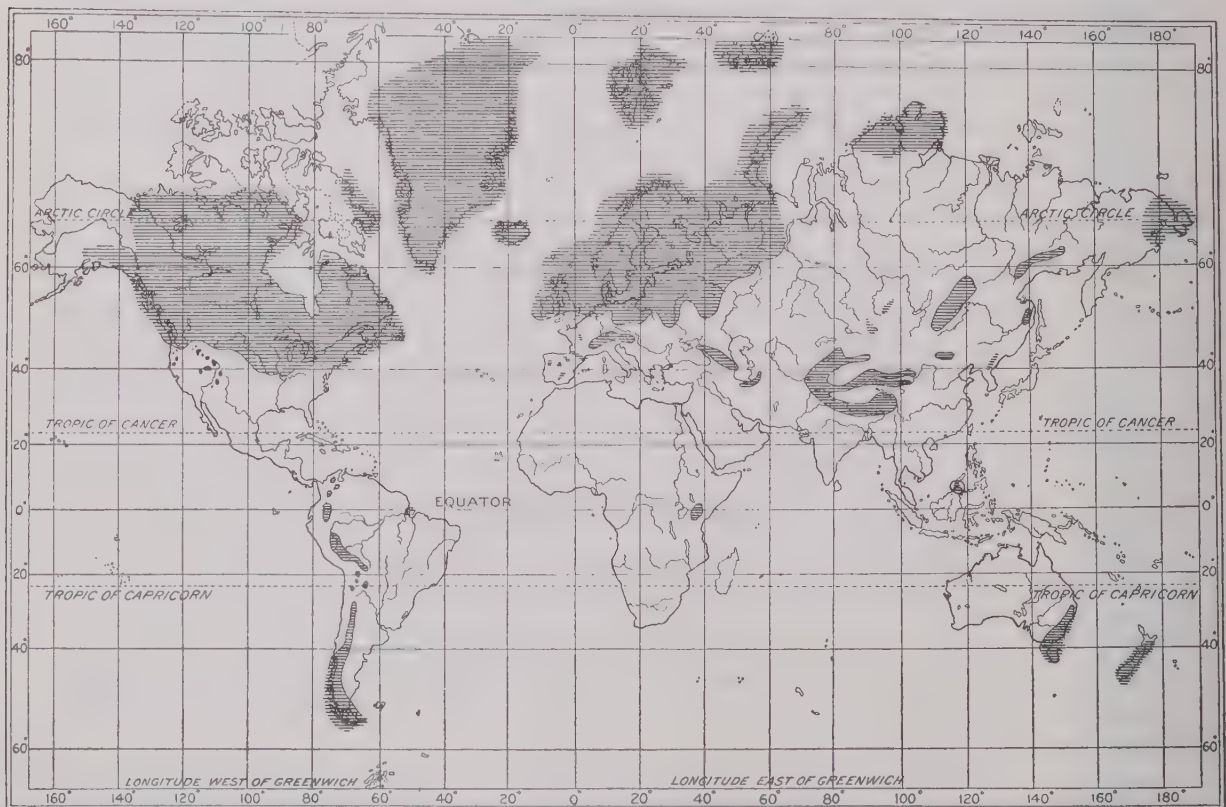 160° 140° 120° 100° 80° 60° 40° 20° 0 20° 40° 60° 80° 100° 120° 140° 160° 180°
80° 80°
ARCTIC CIRCLE ARCTIC CIRCLE
60° 60°
40° 40°
TROPIC OF CANCER TROPIC OF CANCER
20° 20°
EQUATOR
0° 0°
20° 20°
TROPIC OF CAPRICORN TROPIC OF CAPRICORN
40° 40°
60° 60°
LONGITUDE WEST OF GREENWICH LONGITUDE EAST OF GREENWICH
160° 140° 120° 100° 80° 60° 40° 20° 0 20° 40° 60° 80° 100° 120° 140° 160° 180°